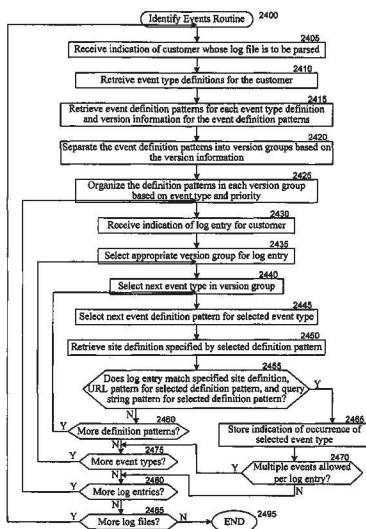 Identify Events Routine 2400
2405
Receive indication of customer whose log file is to be parsed
2410
Retreive event type definitions for the customer
2415
Retrieve event definition patterns for each event type definition
and version information for the event definition patterns
2420
Separate the event definition patterns into version groups based on
the version information
2425
Organize the definition patterns in each version group
based on event type and priority
2430
Receive indication of log entry for customer
2435
Select appropriate version group for log entry
2440
Select next event type in version group
2445
Select next event definition pattern for selected event type
2450
Retrieve site definition specified by selected definition pattern
2455
Does log entry match specified site definition,
URL pattern for selected definition pattern, and query
string pattern for selected definition pattern?
Y
N
2460
Y More definition patterns?
2465
Store indication of occurrence of
selected event type
N
2475
Y More event types?
2470
Y Multiple events allowed
per log entry?
N
N
2480
Y More log entries?
N
2485
Y More log files? N
END 2495